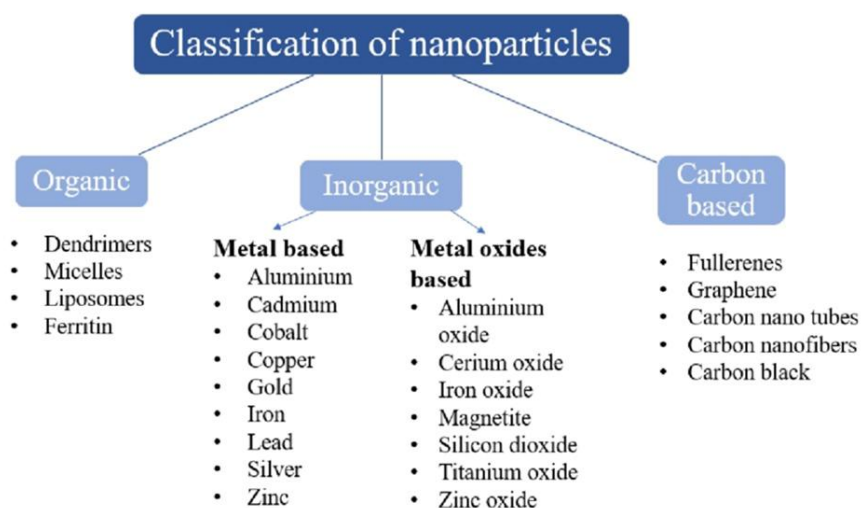 Classification of nanoparticles
Organic
• Dendrimers
• Micelles
• Liposomes
• Ferritin
Inorganic
Metal based
• Aluminium
• Cadmium
• Cobalt
• Copper
• Gold
• Iron
• Lead
• Silver
• Zinc
Metal oxides
based
• Aluminium
oxide
• Cerium oxide
• Iron oxide
• Magnetite
• Silicon dioxide
• Titanium oxide
• Zinc oxide
Carbon
based
• Fullerenes
• Graphene
• Carbon nano tubes
• Carbon nanofibers
• Carbon black